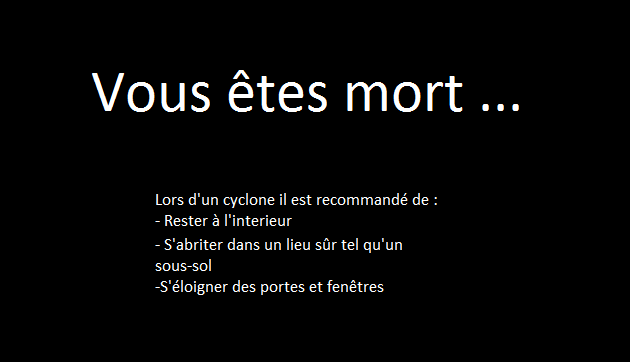 Vous êtes mort ...
Lors d'un cyclone il est recommandé de :
- Rester à l'interieur
- S'abriter dans un lieu sûr tel qu'un
sous-sol
-S'éloigner des portes et fenêtres